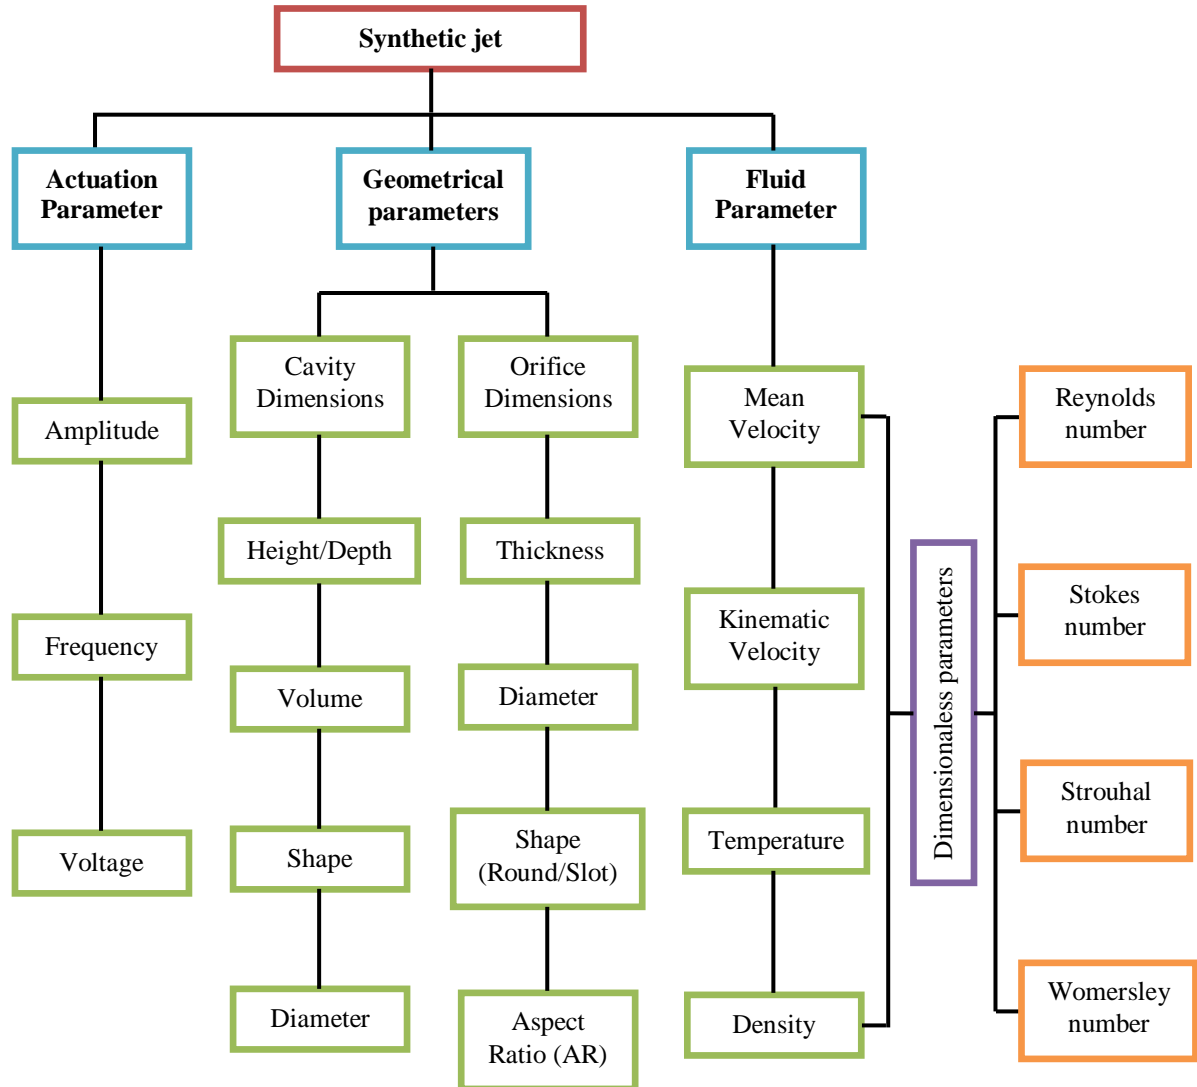 Synthetic jet
Actuation
Parameter
Geometrical
parameters
Fluid
Parameter
Amplitude
Frequency
Voltage
Cavity
Dimensions
Height/Depth
Volume
Shape
Diameter
Orifice
Dimensions
Thickness
Diameter
Shape
(Round/Slot)
Aspect
Ratio (AR)
Mean
Velocity
Kinematic
Velocity
Temperature
Density
Dimensionaless parameters
Reynolds
number
Stokes
number
Strouhal
number
Womersley
number